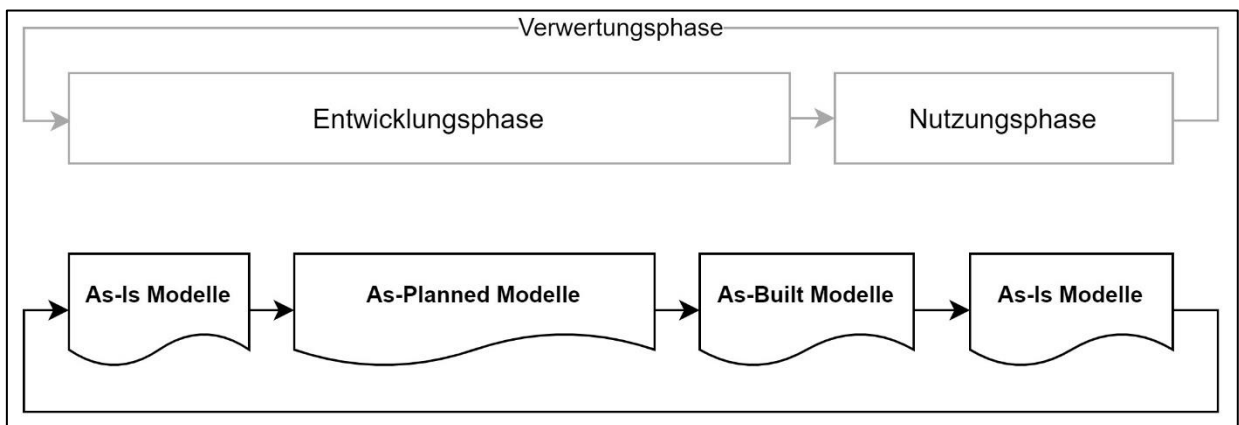 Verwertungsphase
Entwicklungsphase
Nutzungsphase
As-Is Modelle
As-Planned Modelle
As-Built Modelle
As-Is Modelle